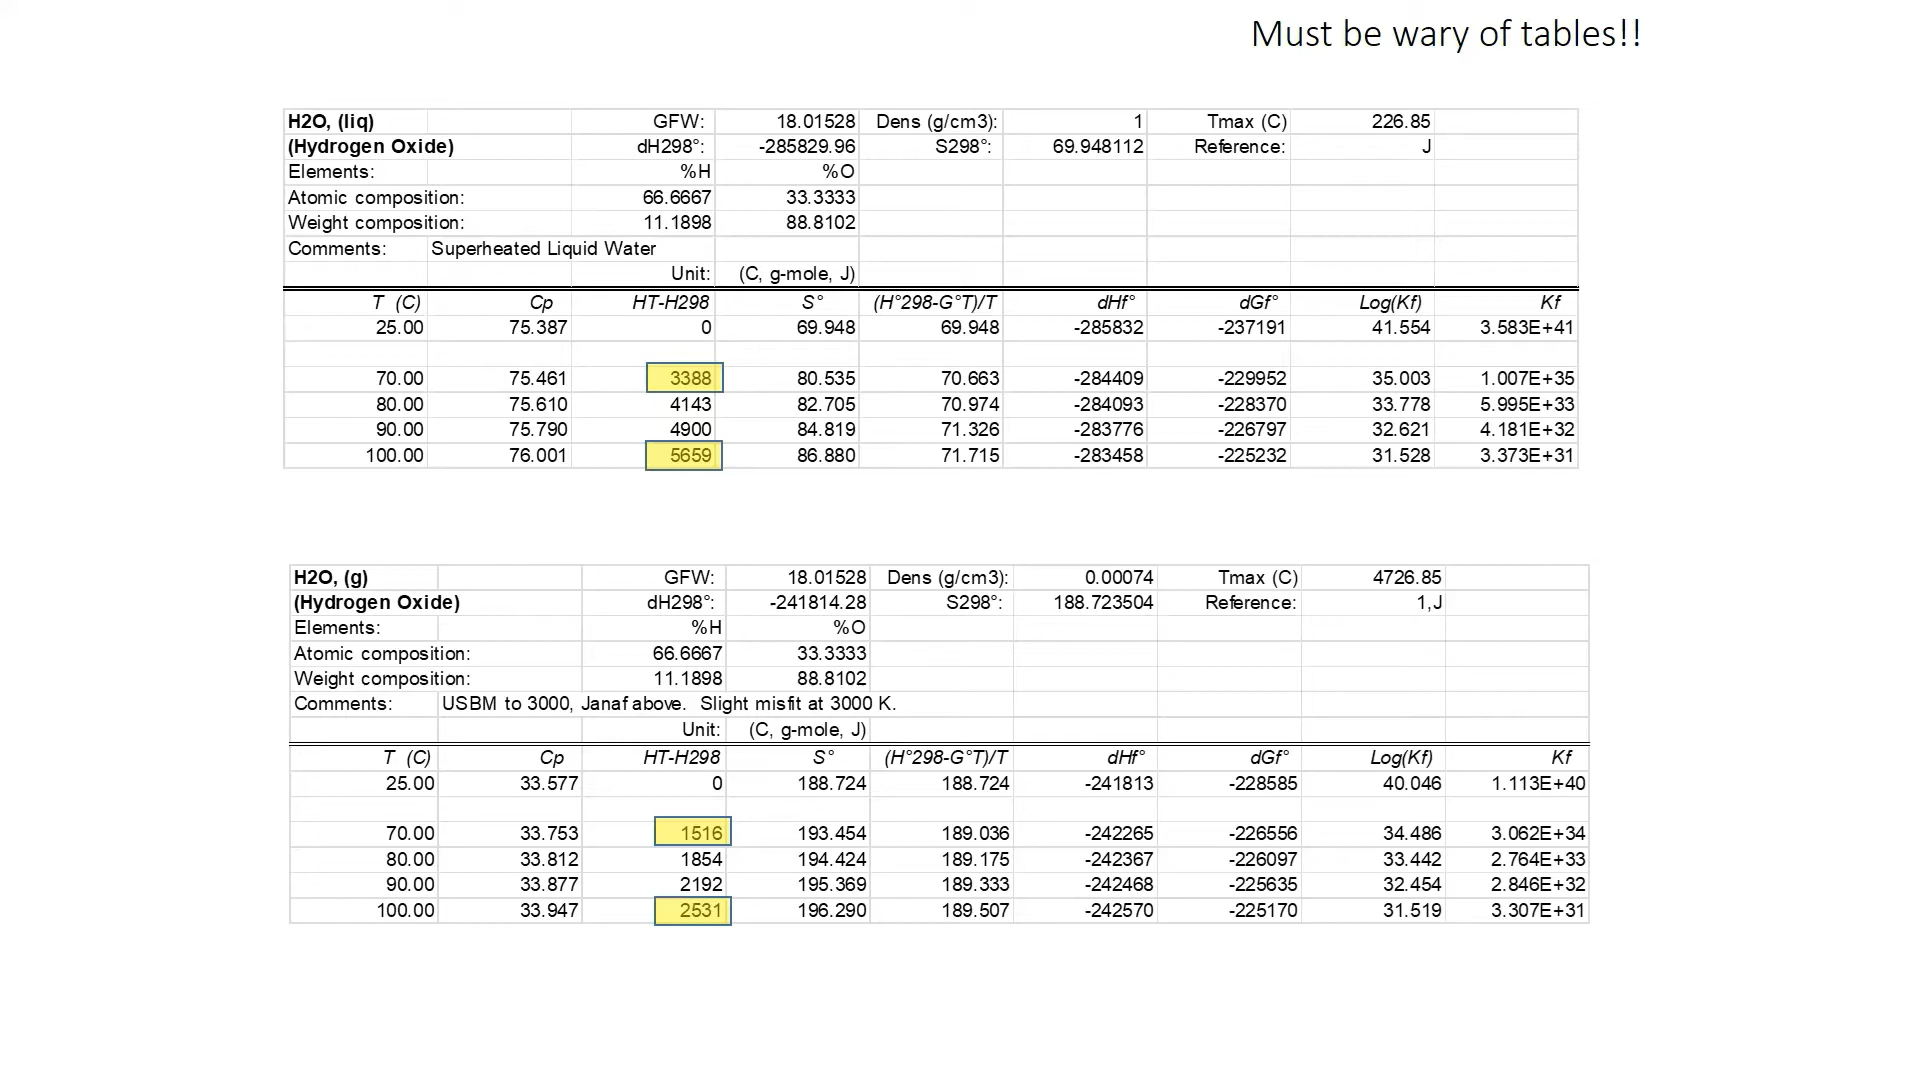 Must be wary of tables!!
H2O, (liq) GFW: 18.01528 Dens (g/cm3): 1 Tmax (C) 226.85
(Hydrogen Oxide) dH298°: -285829.96 S298°: 69.948112 Reference: J
Elements: %H %O
Atomic composition: 66.6667 33.3333
Weight composition: 11.1898 88.8102
Comments: Superheated Liquid Water
Unit: (C, g-mole, J)
T (C) Cp HT-H298 S° (H°298-G°T)/T dHf° dGf° Log(Kf) Kf
25.00 75.387 0 69.948 69.948 -285832 -237191 41.554 3.583E+41
70.00 75.461 3388 80.535 70.663 -284409 -229952 35.003 1.007E+35
80.00 75.610 4143 82.705 70.974 -284093 -228370 33.778 5.995E+33
90.00 75.790 4900 84.819 71.326 -283776 -226797 32.621 4.181E+32
100.00 76.001 5659 86.880 71.715 -283458 -225232 31.528 3.373E+31
H2O, (g) GFW: 18.01528 Dens (g/cm3): 0.00074 Tmax (C) 4726.85
(Hydrogen Oxide) dH298°: -241814.28 S298°: 188.723504 Reference: 1,J
Elements: %H %O
Atomic composition: 66.6667 33.3333
Weight composition: 11.1898 88.8102
Comments: USBM to 3000, Janaf above. Slight misfit at 3000 K.
Unit: (C, g-mole, J)
T (C) Cp HT-H298 S° (H°298-G°T)/T dHf° dGf° Log(Kf) Kf
25.00 33.577 0 188.724 188.724 -241813 -228585 40.046 1.113E+40
70.00 33.753 1516 193.454 189.036 -242265 -226556 34.486 3.062E+34
80.00 33.812 1854 194.424 189.175 -242367 -226097 33.442 2.764E+33
90.00 33.877 2192 195.369 189.333 -242468 -225635 32.454 2.846E+32
100.00 33.947 2531 196.290 189.507 -242570 -225170 31.519 3.307E+31